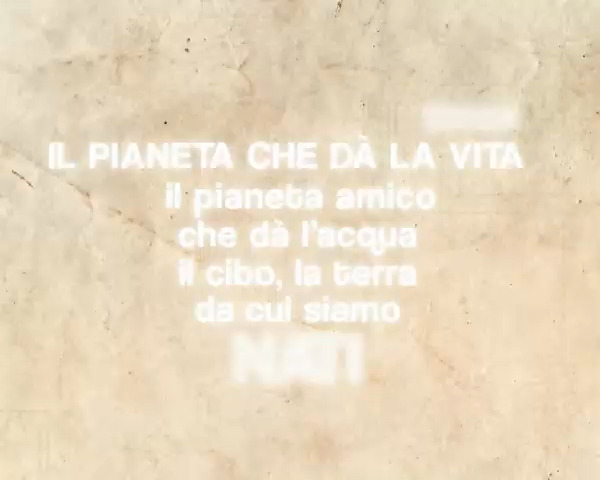 IL PIANETA CHE DÀ LA VITA
il pianeta amico
che dà l'acqua
il cibo, la terra
da cui siamo
NATI